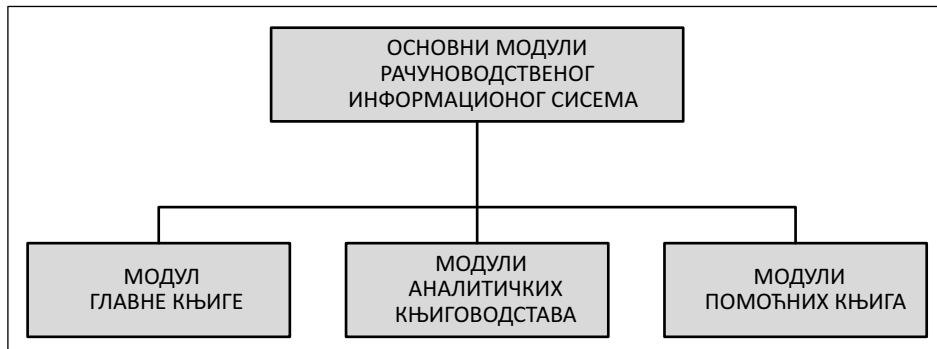 ОСНОВНИ МОДУЛИ
РАЧУНОВОДСТВЕНОГ
ИНФОРМАЦИОНОГ СИСЕМА
МОДУЛ
ГЛАВНЕ КЊИГЕ
МОДУЛИ
АНАЛИТИЧКИХ
КЊИГОВОДСТАВА
МОДУЛИ
ПОМОЋНИХ КЊИГА